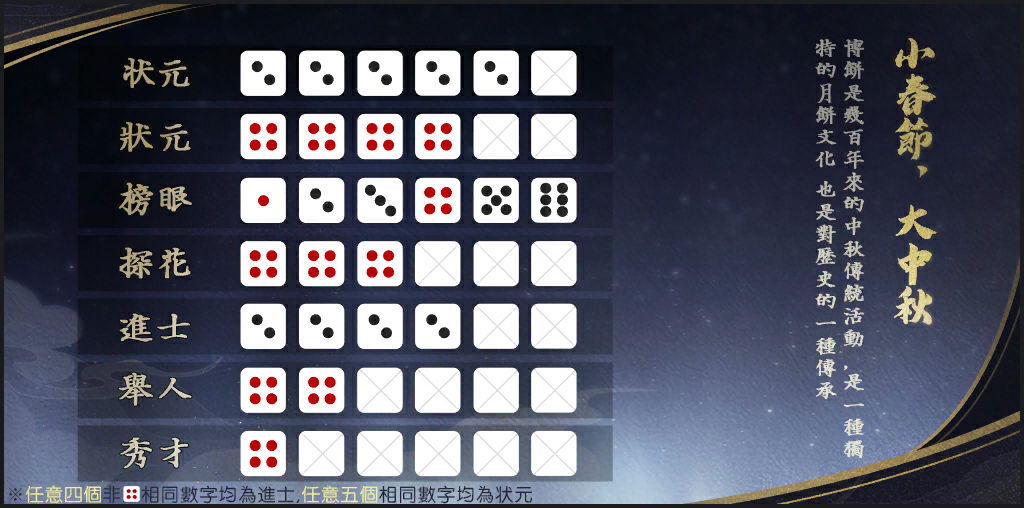 小春節，大中秋
博餅是幾百年來的中秋傳統活動，是一種獨
特的月餅文化 也是對歷史的一種傳承
狀元
狀元
榜眼
探花
進士
舉人
秀才
※任意四個非相同數字均為進士,任意五個相同數字均為狀元